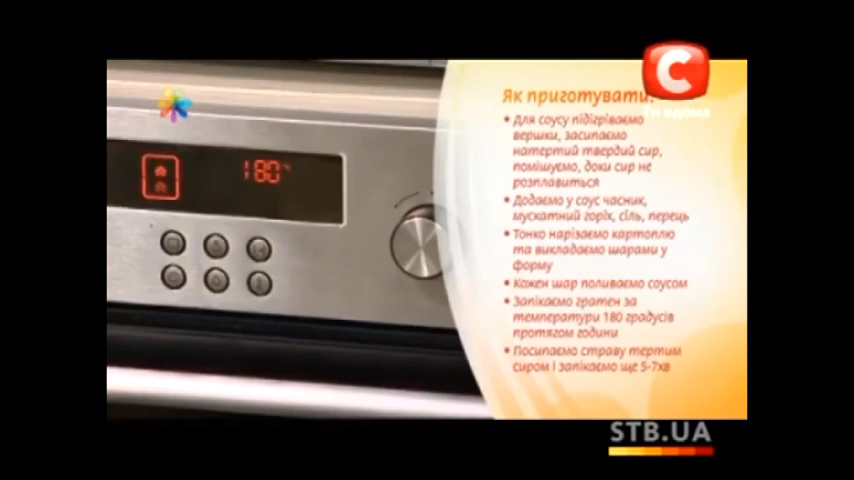 Як приготувати:
• Для соусу підігріваємо
вершки, засипаємо
натертий твердий сир,
помішуємо, доки сир не
розплавиться
• Додаємо у соус часник,
мускатний горіх, сіль, перець
• Тонко нарізаємо картоплю
та викладаємо шарами у
форму
• Кожен шар поливаємо соусом
• Запікаємо гратен за
температури 180 градусів
протягом години
• Посипаємо страву тертим
сиром і запікаємо ще 5-7хв
180
C
STB.UA